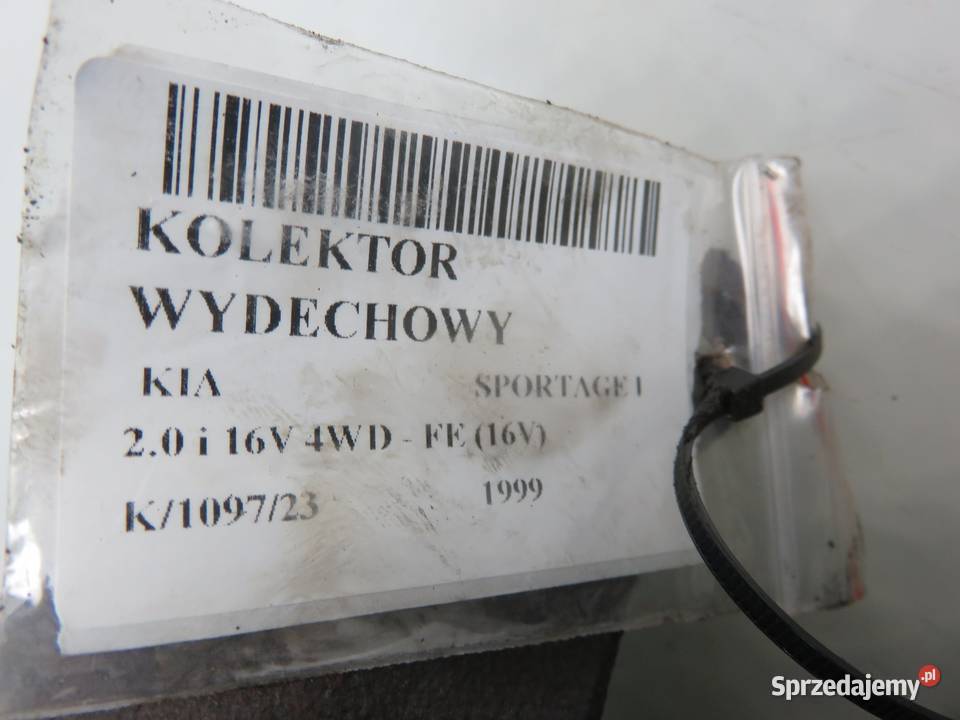 KOLEKTOR
WYDECHOWY
KIA SPORTAGE I
2.0 i 16V 4WD - FE (16V)
K/1097/23 1999
Sprzedajemy.pl